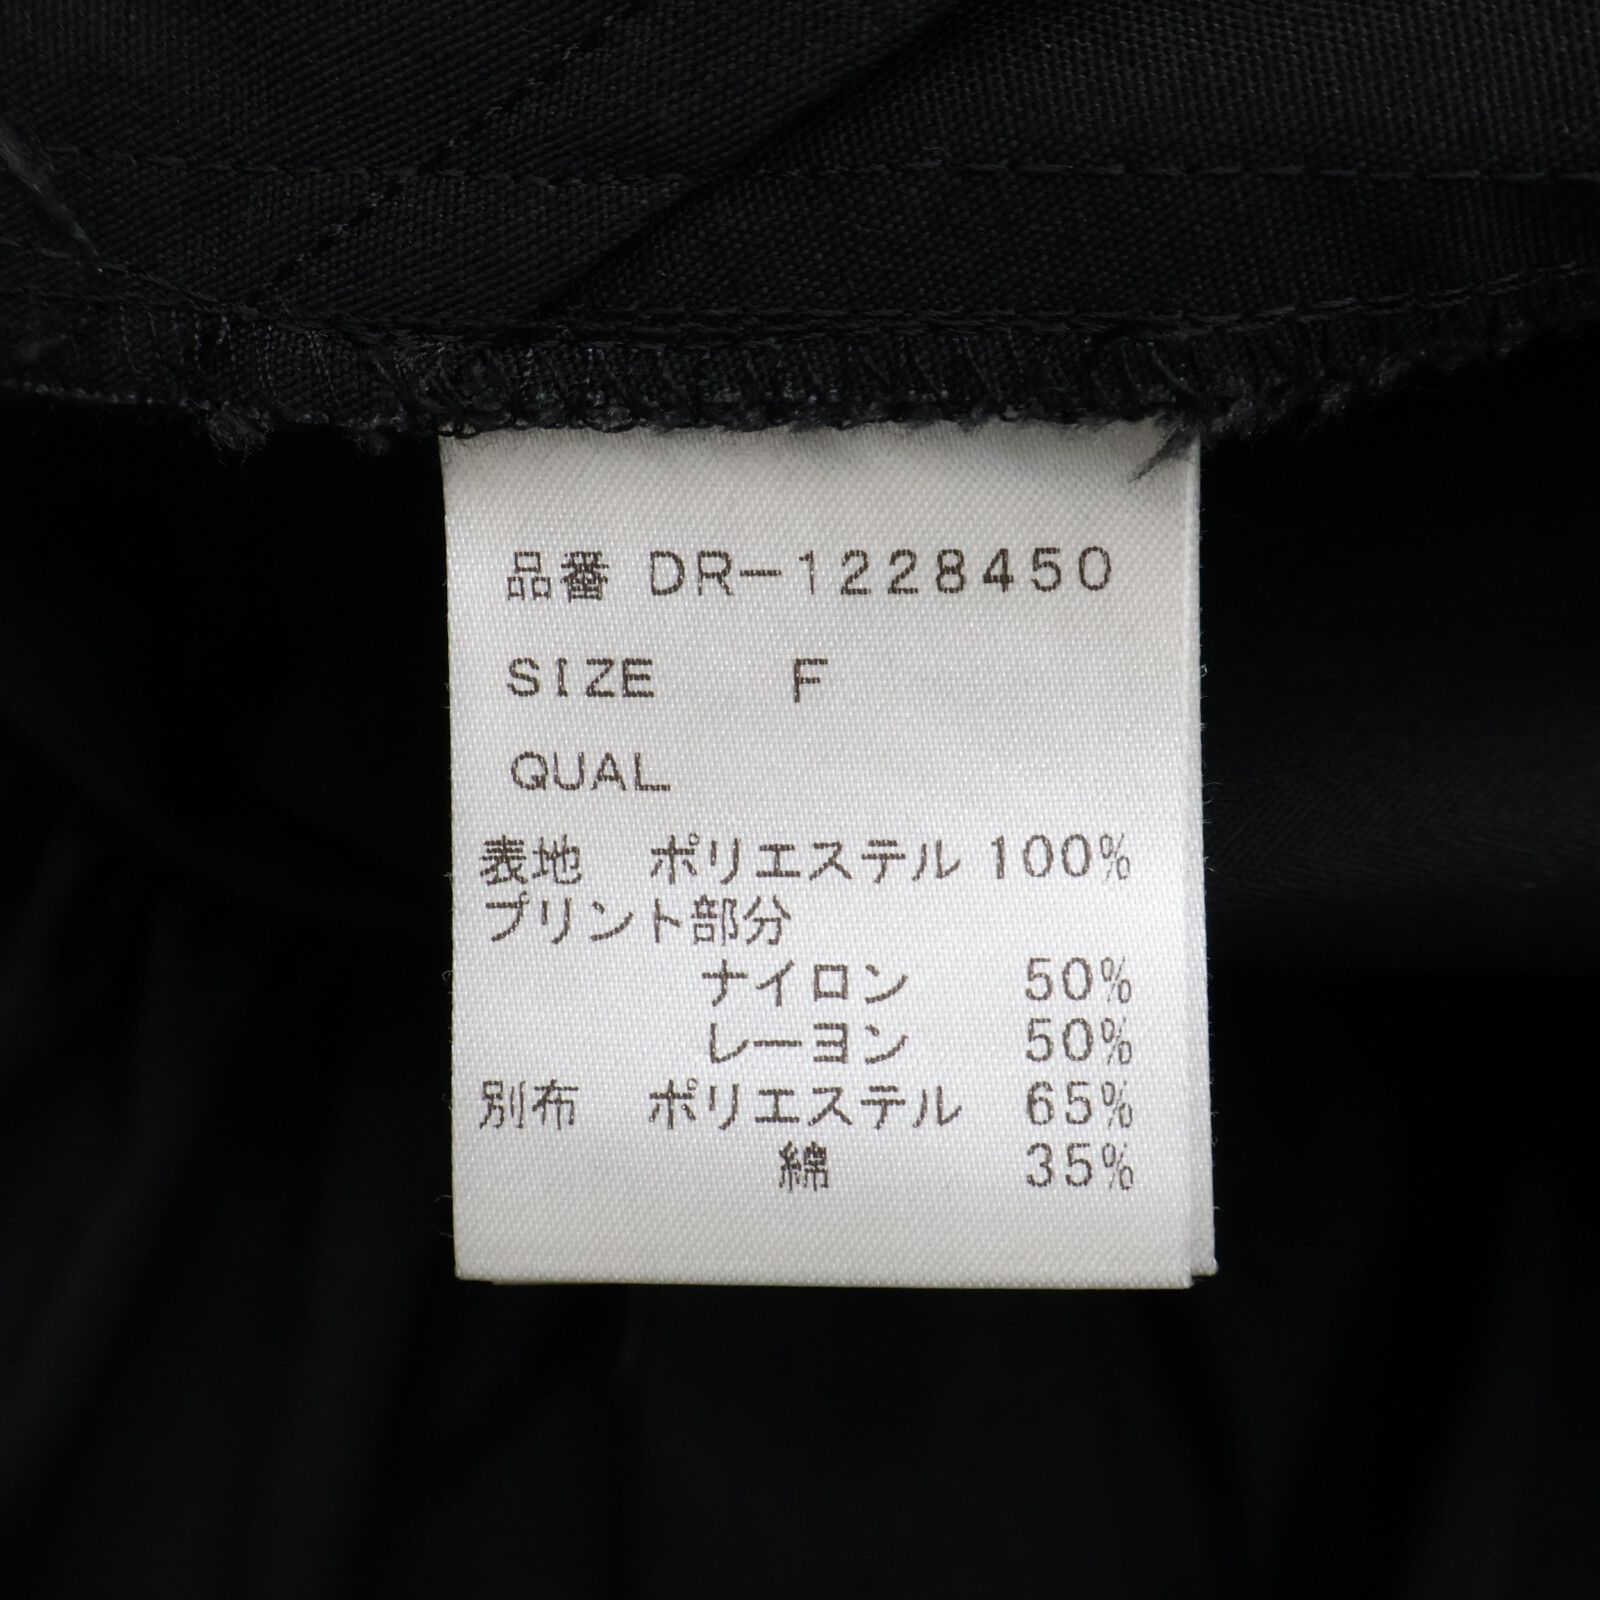 品番 DR-1228450
SIZE F
QUAL
表地 ポリエステル 100%
プリント部分
ナイロン 50%
レーヨン 50%
別布 ポリエステル 65%
綿 35%